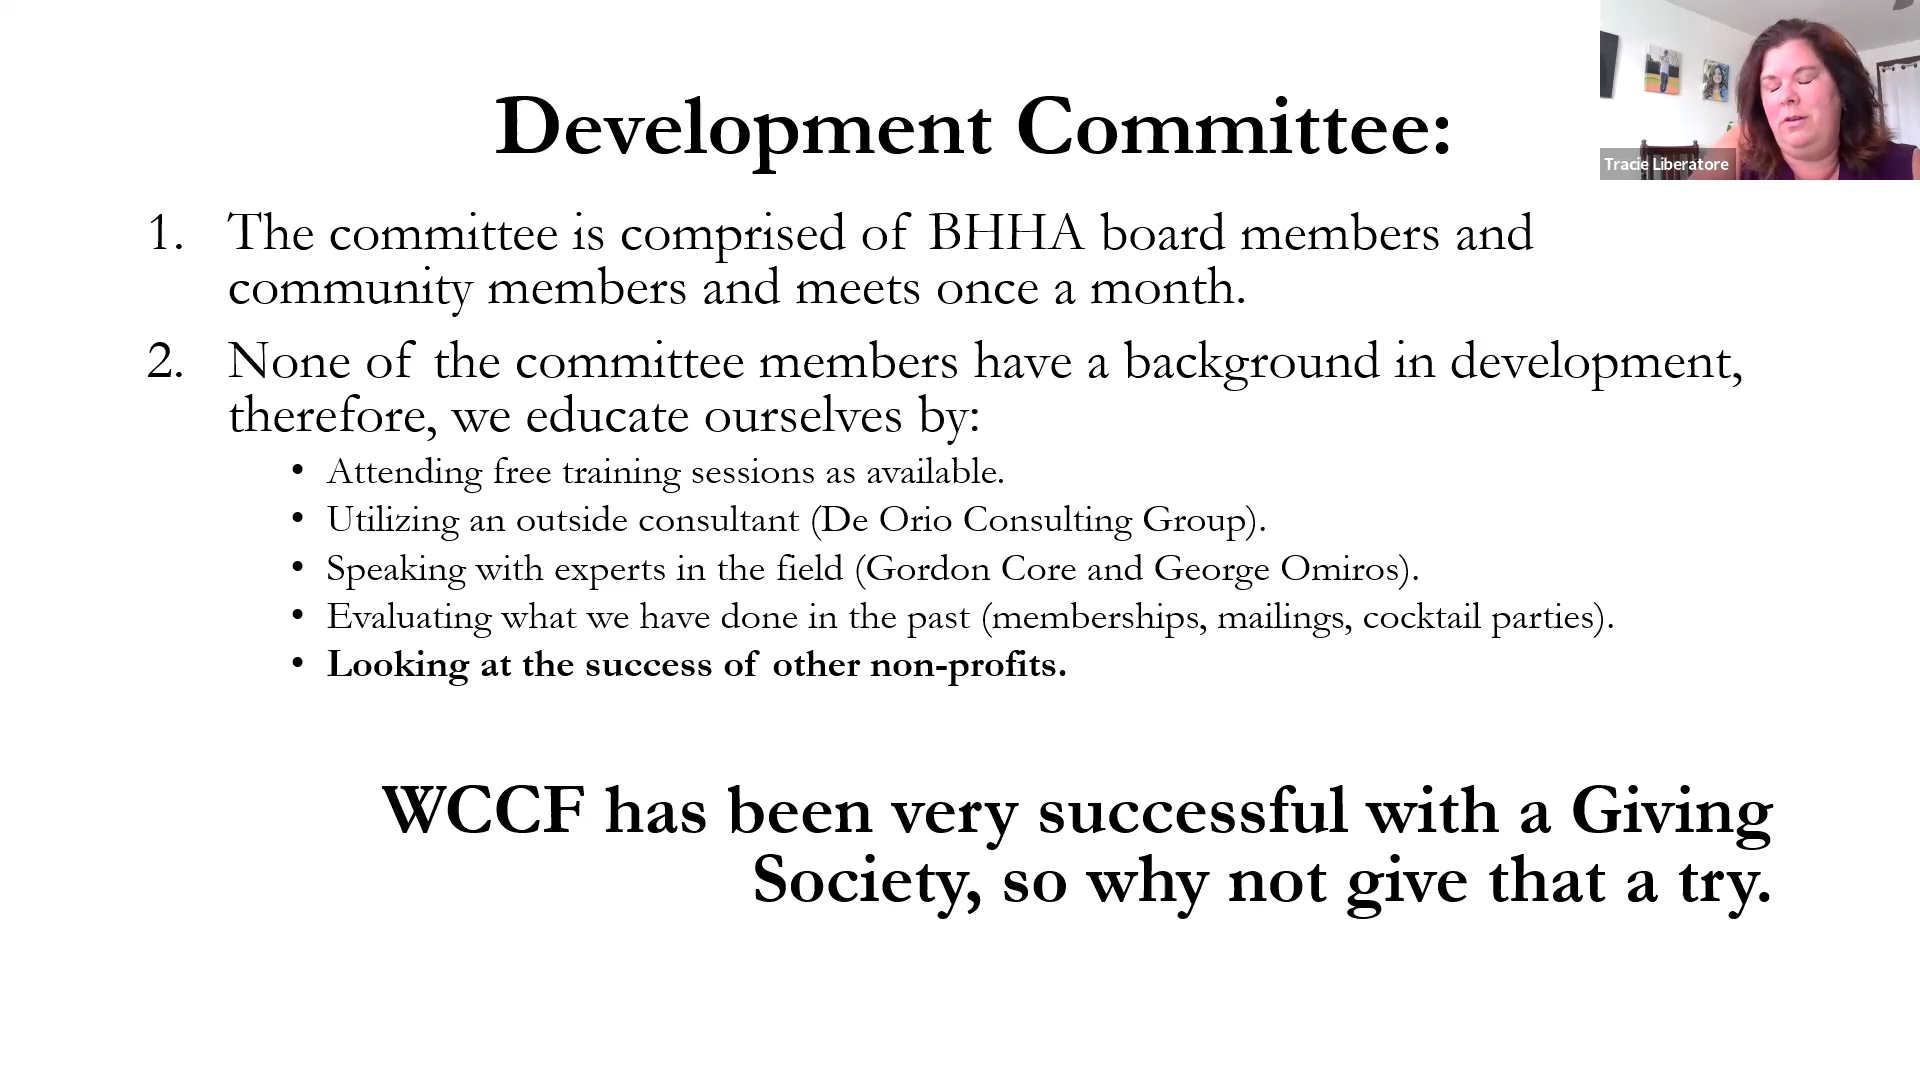 Development Committee:
Tracie Liberatore
1. The committee is comprised of BHHA board members and
community members and meets once a month.
2. None of the committee members have a background in development,
therefore, we educate ourselves by:
• Attending free training sessions as available.
• Utilizing an outside consultant (De Orio Consulting Group).
• Speaking with experts in the field (Gordon Core and George Omiros).
• Evaluating what we have done in the past (memberships, mailings, cocktail parties).
• Looking at the success of other non-profits.
WCCF has been very successful with a Giving
Society, so why not give that a try.